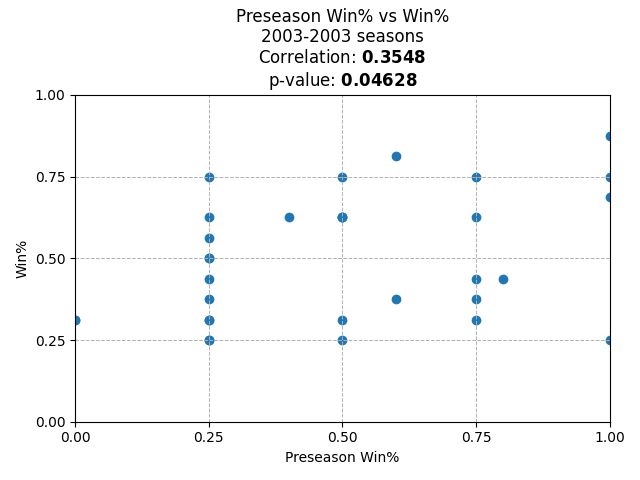 Preseason Win% vs Win%
2003-2003 seasons
Correlation: 0.3548
p-value: 0.04628
1.00
0.75
0.50
0.25
0.00
Win%
0.00 0.25 0.50 0.75 1.00
Preseason Win%